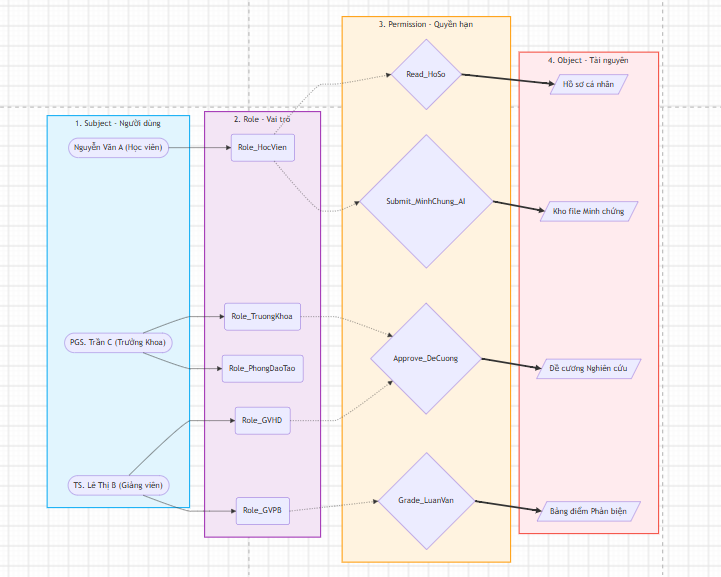 1. Subject - Người dùng
Nguyễn Văn A (Học viên)
PGS. Trần C (Trưởng Khoa)
TS. Lê Thị B (Giảng viên)
2. Role - Vai trò
Role_HocVien
Role_TruongKhoa
Role_PhongDaoTao
Role_GVHD
Role_GVPB
3. Permission - Quyền hạn
Read_HoSo
Submit_MinhChung_AI
Approve_DeCuong
Grade_LuanVan
4. Object - Tài nguyên
Hồ sơ cá nhân
Kho file Minh chứng
Đề cương Nghiên cứu
Bảng điểm Phản biện